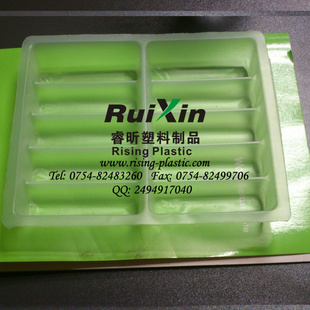 RuiXin
睿昕塑料制品
Rising Plastic
www.rising-plastic.com
Tel: 0754-82483260 Fax: 0754-82499706
QQ: 2494917040